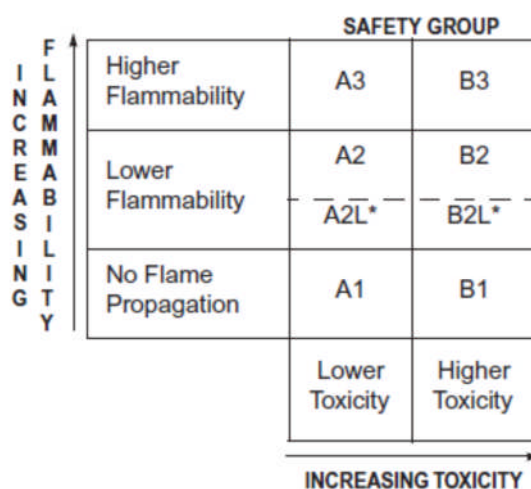 SAFETY GROUP
INCREASING
FLAMMABILITY
Higher
Flammability
A3
B3
Lower
Flammability
A2
B2
A2L*
B2L*
No Flame
Propagation
A1
B1
Lower
Toxicity
Higher
Toxicity
INCREASING TOXICITY